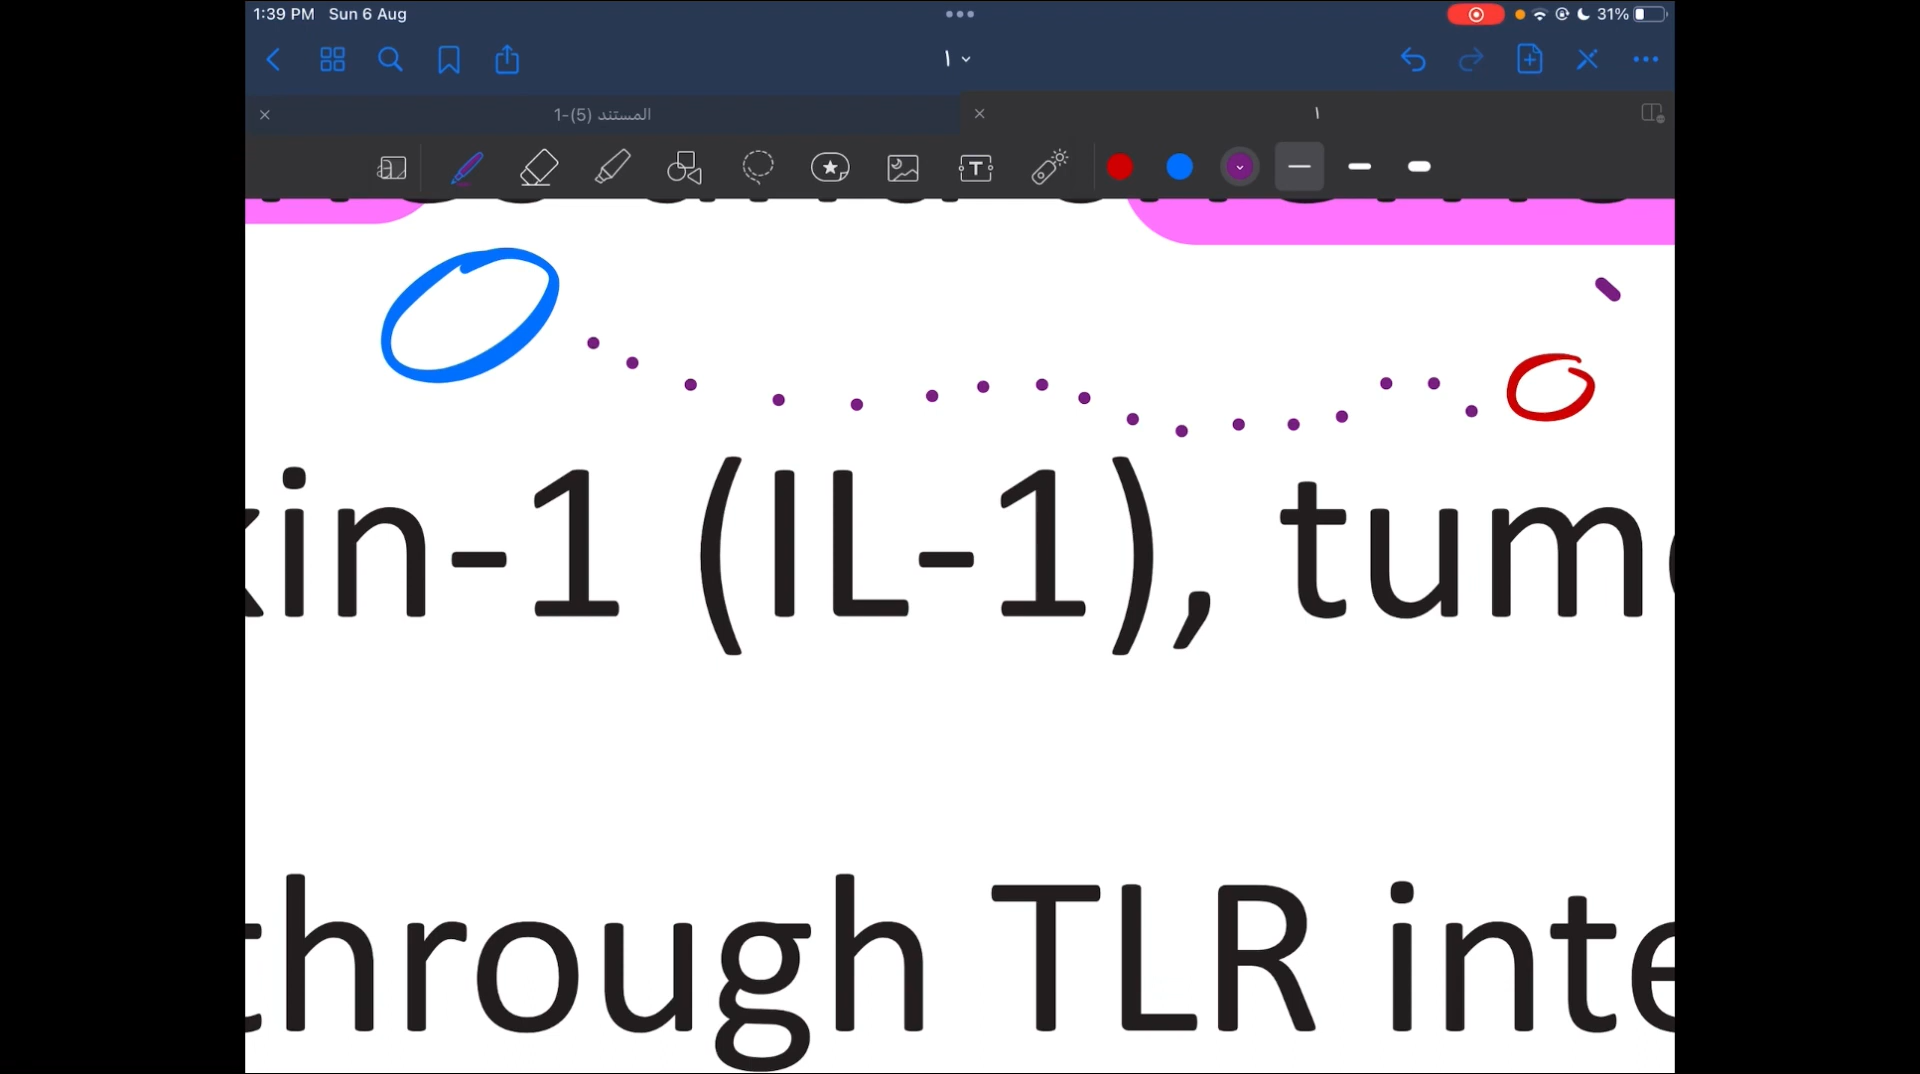 1:39 PM Sun 6 Aug
31%
١
المستند (5)-1
١
in-1 (IL-1), tum
through TLR inte